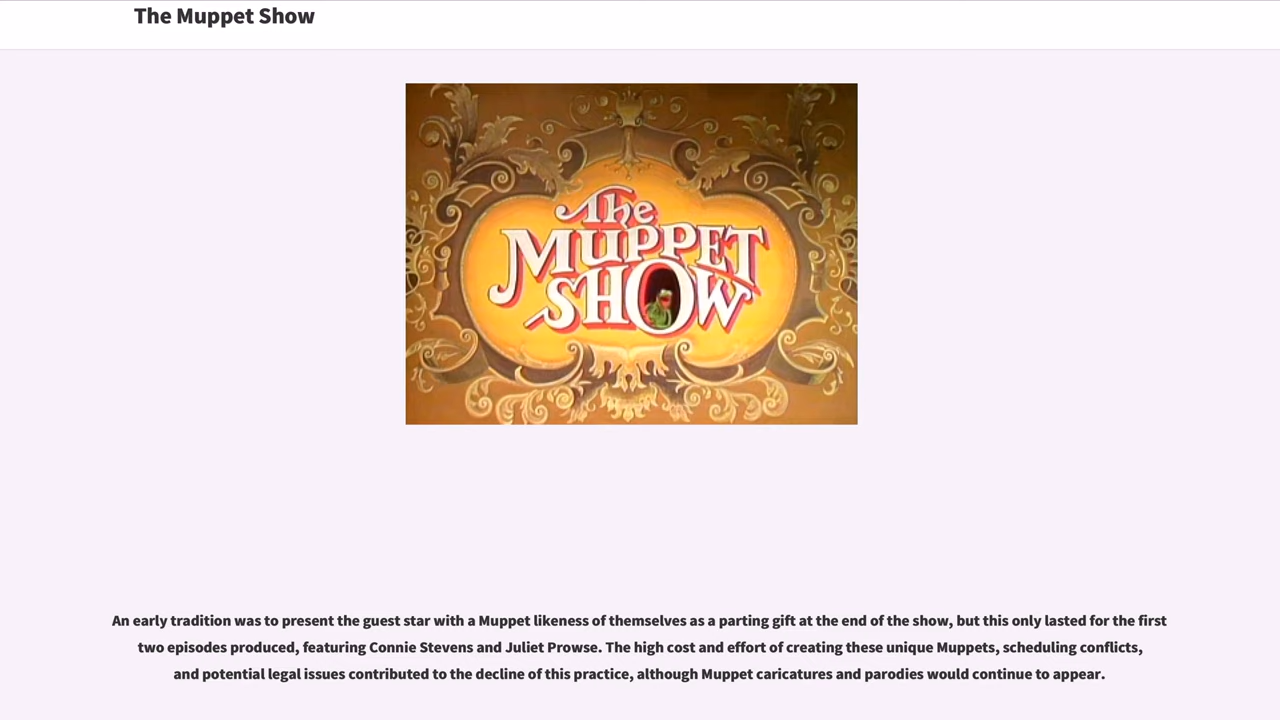 The Muppet Show
The
MUPPET
SHOW
An early tradition was to present the guest star with a Muppet likeness of themselves as a parting gift at the end of the show, but this only lasted for the first
two episodes produced, featuring Connie Stevens and Juliet Prowse. The high cost and effort of creating these unique Muppets, scheduling conflicts,
and potential legal issues contributed to the decline of this practice, although Muppet caricatures and parodies would continue to appear.